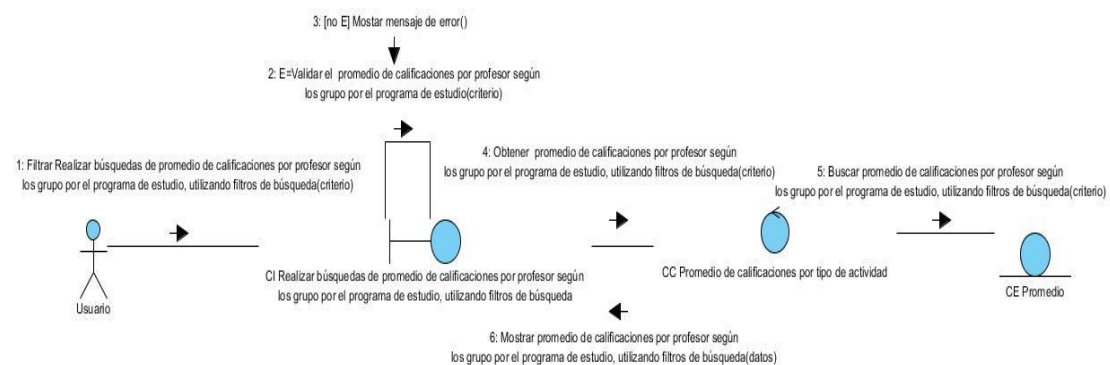 3: [no E] Mostar mensaje de error()
2: E=Validar el promedio de calificaciones por profesor según
los grupo por el programa de estudio(criterio)
1: Filtrar Realizar búsquedas de promedio de calificaciones por profesor según
los grupo por el programa de estudio, utilizando filtros de búsqueda(criterio)
4: Obtener promedio de calificaciones por profesor según
los grupo por el programa de estudio, utilizando filtros de búsqueda(criterio)
5: Buscar promedio de calificaciones por profesor según
los grupo por el programa de estudio, utilizando filtros de búsqueda(criterio)
Usuario
CI Realizar búsquedas de promedio de calificaciones por profesor según
los grupo por el programa de estudio, utilizando filtros de búsqueda
CC Promedio de calificaciones por tipo de actividad
CE Promedio
6: Mostrar promedio de calificaciones por profesor según
los grupo por el programa de estudio, utilizando filtros de búsqueda(datos)